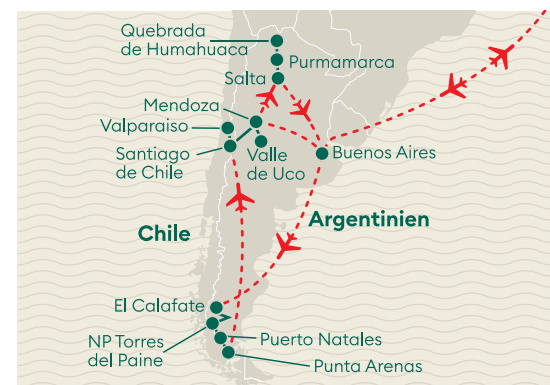 Quebrada
de Humahuaca
Purmamarca
Salta
Mendoza
Valparaiso
Santiago
de Chile
Valle
de Uco
Buenos Aires
Argentinien
Chile
El Calafate
NP Torres
del Paine
Puerto Natales
Punta Arenas